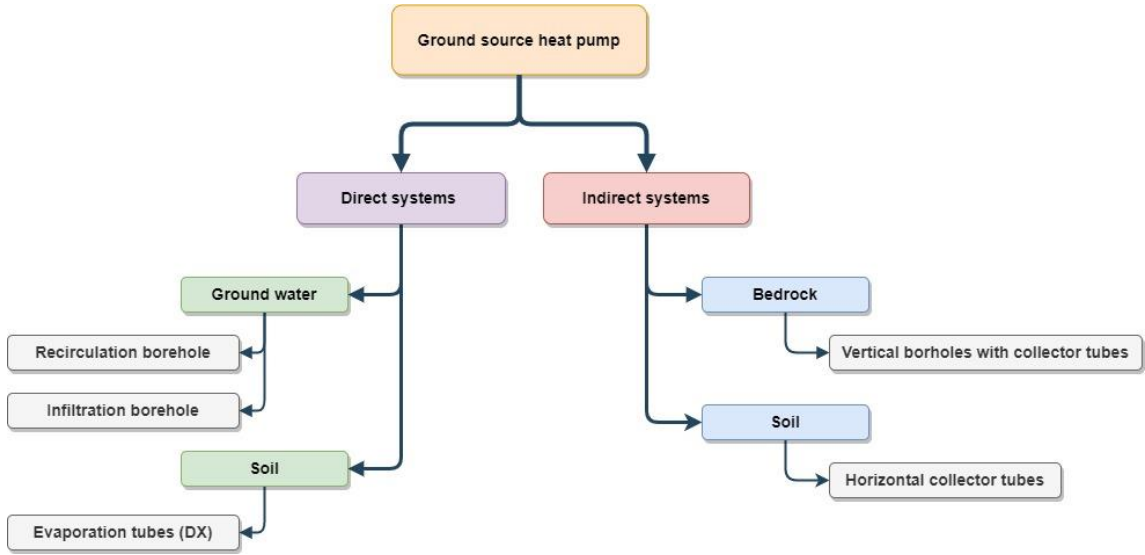 Ground source heat pump
Direct systems
Indirect systems
Ground water
Bedrock
Recirculation borehole
Vertical borholes with collector tubes
Infiltration borehole
Soil
Soil
Horizontal collector tubes
Evaporation tubes (DX)